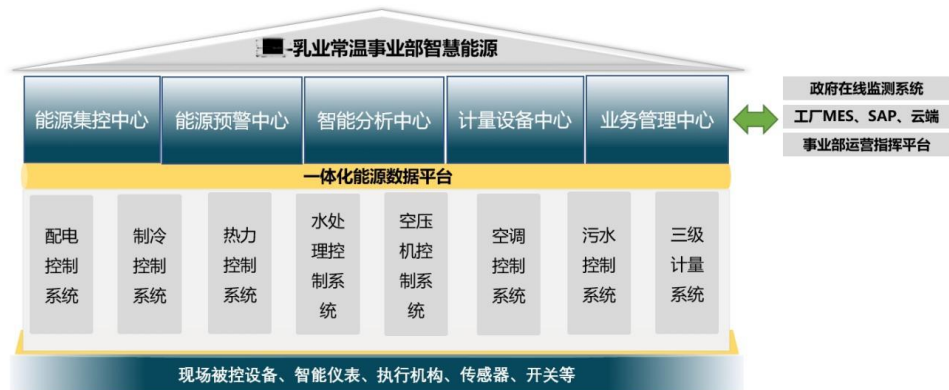 -乳业常温事业部智慧能源
能源集控中心
能源预警中心
智能分析中心
计量设备中心
业务管理中心
政府在线监测系统
工厂MES、SAP、云端
事业部运营指挥平台
一体化能源数据平台
配电
控制
系统
制冷
控制
系统
热力
控制
系统
水处
理控
制系
统
空压
机控
制系
统
空调
控制
系统
污水
控制
系统
三级
计量
系统
现场被控设备、智能仪表、执行机构、传感器、开关等